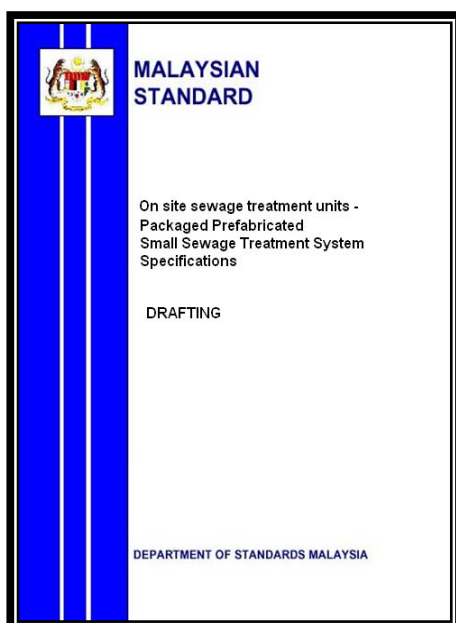 MALAYSIAN
STANDARD
On site sewage treatment units -
Packaged Prefabricated
Small Sewage Treatment System
Specifications
DRAFTING
DEPARTMENT OF STANDARDS MALAYSIA